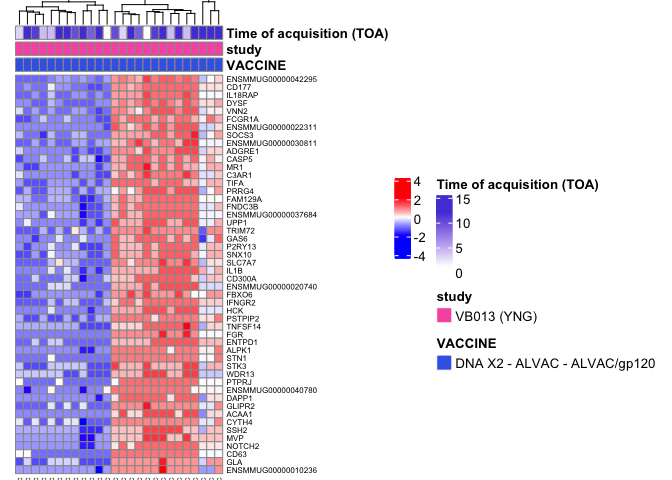 Time of acquisition (TOA)
study
VACCINE
ENSMMUG00000042295
CD177
IL18RAP
DYSF
VNN2
FCGR1A
ENSMMUG00000022311
SOCS3
ENSMMUG00000030811
ADGRE1
CASP5
MR1
C3AR1
TIFA
PRRG4
FAM129A
FNDC3B
ENSMMUG00000037684
UPP1
TRIM72
GAS6
P2RY13
SNX10
SLC7A7
IL1B
CD300A
ENSMMUG00000020740
FBXO6
IFNGR2
HCK
PSTPIP2
TNFSF14
FGR
ENTPD1
ALPK1
STN1
STK3
WDR13
PTPRJ
ENSMMUG00000040780
DAPP1
GLIPR2
ACAA1
CYTH4
SSH2
MVP
NOTCH2
CD63
GLA
ENSMMUG00000010236
4
2
0
-2
-4
Time of acquisition (TOA)
15
10
5
0
study
VB013 (YNG)
VACCINE
DNA X2 - ALVAC - ALVAC/gp120